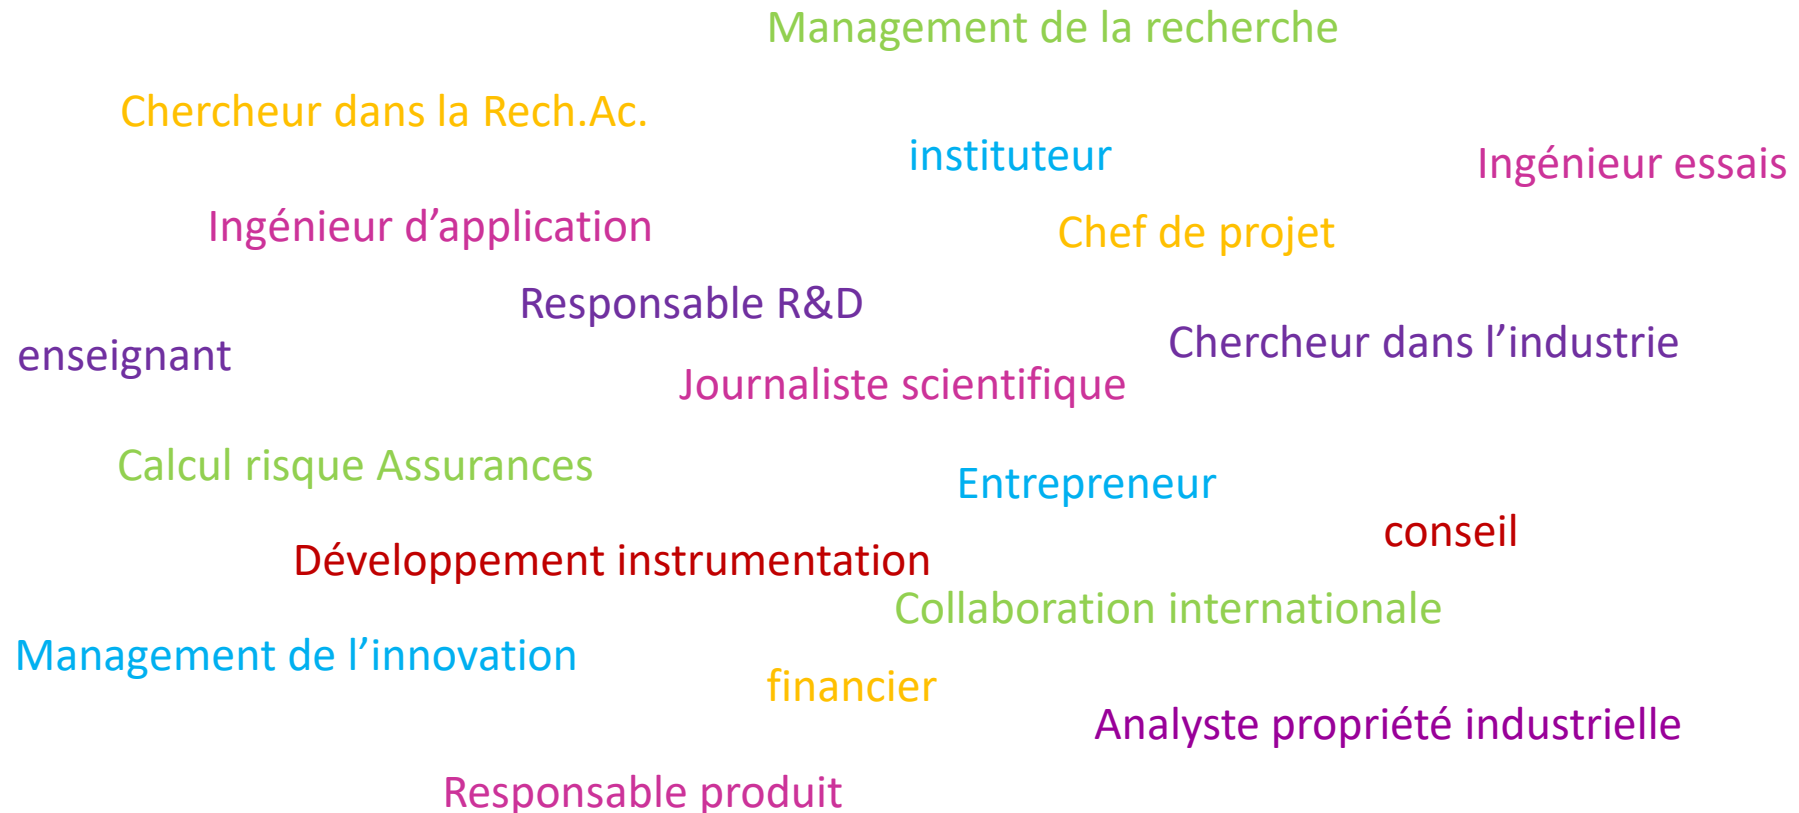 Management de la recherche
Chercheur dans la Rech.Ac.
instituteur
Ingénieur essais
Ingénieur d’application
Chef de projet
Responsable R&D
Chercheur dans l’industrie
enseignant
Journaliste scientifique
Calcul risque Assurances
Entrepreneur
conseil
Développement instrumentation
Collaboration internationale
Management de l’innovation
financier
Analyste propriété industrielle
Responsable produit